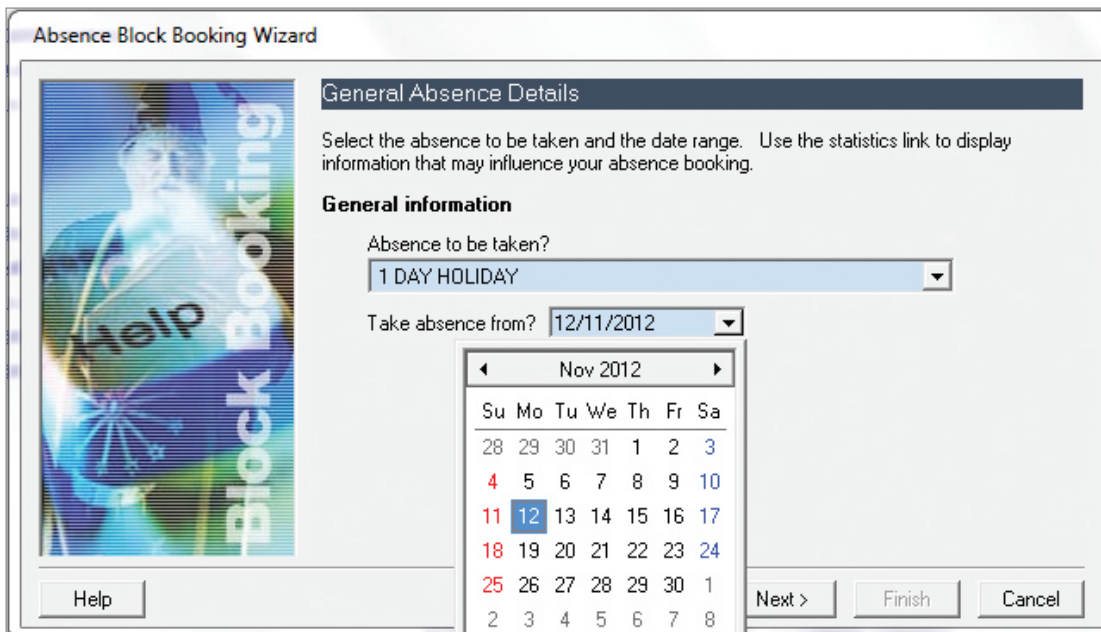 Absence Block Booking Wizard
Block Booking
Help
General Absence Details
Select the absence to be taken and the date range. Use the statistics link to display
information that may influence your absence booking.
General information
Absence to be taken?
1 DAY HOLIDAY
Take absence from? 12/11/2012
Nov 2012
Su Mo Tu We Th Fr Sa
28 29 30 31 1 2 3
4 5 6 7 8 9 10
11 12 13 14 15 16 17
18 19 20 21 22 23 24
25 26 27 28 29 30 1
2 3 4 5 6 7 8
Help Next > Finish Cancel